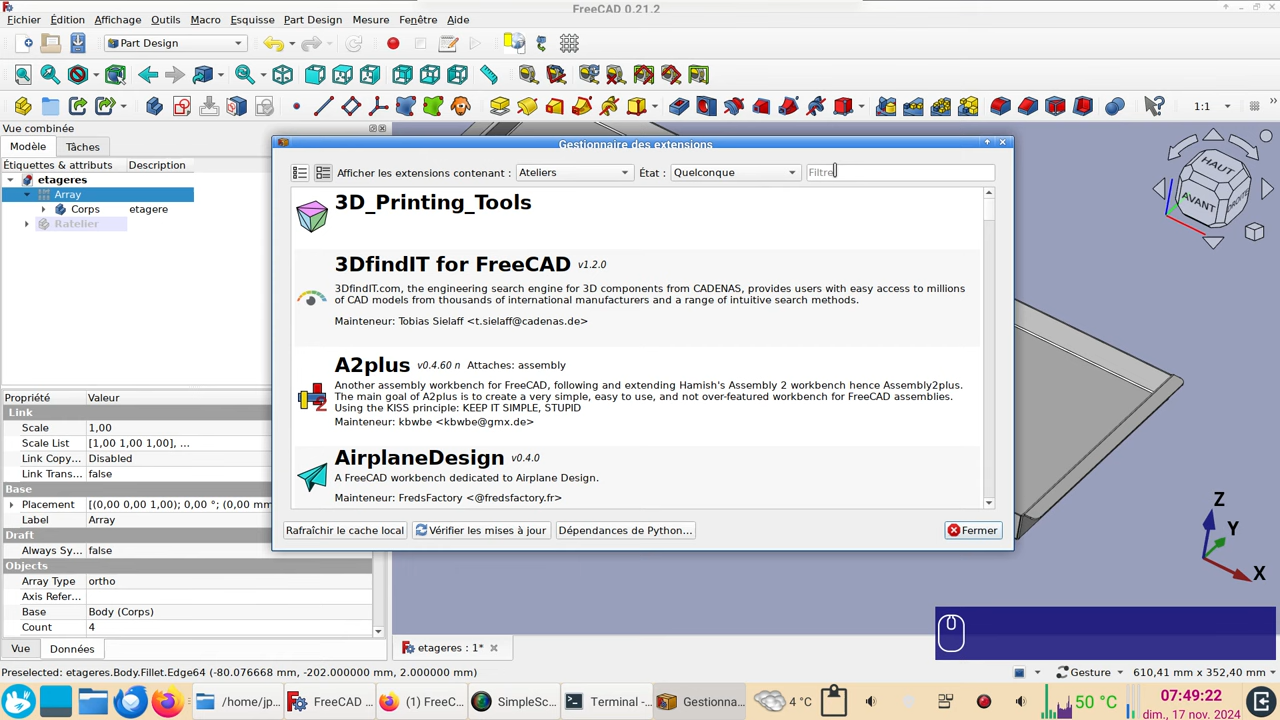 FreeCAD 0.21.2
Fichier Édition Affichage Outils Macro Esquisse Part Design Mesure Fenêtre Aide
Part Design
1:1
Vue combinée
Modèle Tâches
Étiquettes & attributs Description
etageres
Array
Corps etagere
Ratelier
Gestionnaire des extensions
Afficher les extensions contenant : Ateliers État : Quelconque Filtre
3D_Printing_Tools
3DfindIT for FreeCAD v1.2.0
3DfindIT.com, the engineering search engine for 3D components from CADENAS, provides users with easy access to millions
of CAD models from thousands of international manufacturers and a range of intuitive search methods.
Mainteneur: Tobias Sielaff <t.sielaff@cadenas.de>
A2plus v0.4.60 n Attaches: assembly
Another assembly workbench for FreeCAD, following and extending Hamish's Assembly 2 workbench hence Assembly2plus.
The main goal of A2plus is to create a very simple, easy to use, and not over-featured workbench for FreeCAD assemblies.
Using the KISS principle: KEEP IT SIMPLE, STUPID
Mainteneur: kbwbe <kbwbe@gmx.de>
AirplaneDesign v0.4.0
A FreeCAD workbench dedicated to Airplane Design.
Mainteneur: FredsFactory <@fredsfactory.fr>
Rafraîchir le cache local Vérifier les mises à jour Dépendances de Python... Fermer
HAUT
AVANT
Z
Y
X
Propriété Valeur
Link
Scale 1,00
Scale List [1,00 1,00 1,00], ...
Link Copy... Disabled
Link Trans... false
Base
Placement [(0,00 0,00 1,00); 0,00 °; (0,00 mm
Label Array
Draft
Always Sy... false
Objects
Array Type ortho
Axis Refer...
Base Body (Corps)
Count 4
Vue Données
etageres : 1*
Preselected: etageres.Body.Fillet.Edge64 (-80.076668 mm, -202.000000 mm, 2.000000 mm)
Gesture 610,41 mm x 352,40 mm
/home/jp... FreeCAD ... (1) FreeC... SimpleSc... Terminal -... Gestionna... 4 °C 50 °C
07:49:22
dim., 17 nov. 2024